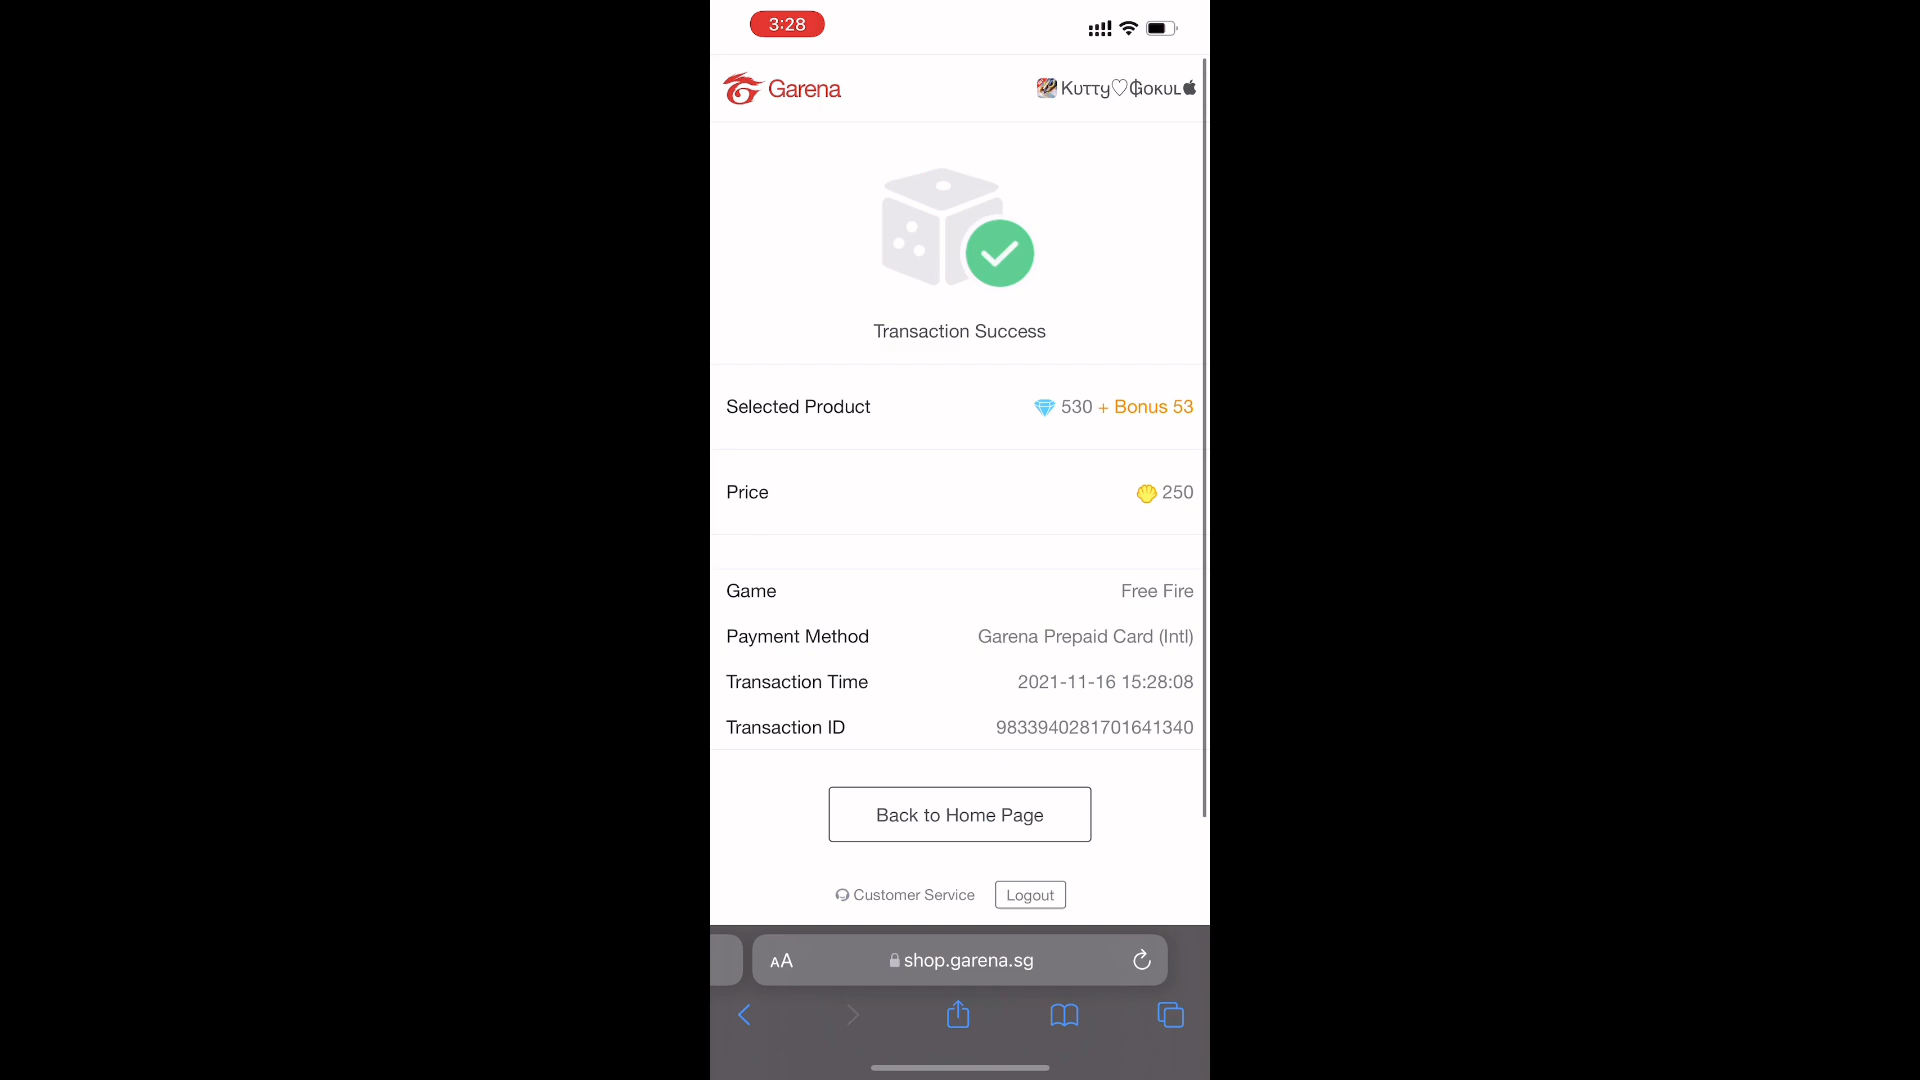 3:28
Garena
Kυττy♡₲oκυʟ
Transaction Success
Selected Product 530 + Bonus 53
Price 250
Game Free Fire
Payment Method Garena Prepaid Card (Intl)
Transaction Time 2021-11-16 15:28:08
Transaction ID 9833940281701641340
Back to Home Page
Customer Service Logout
AA shop.garena.sg